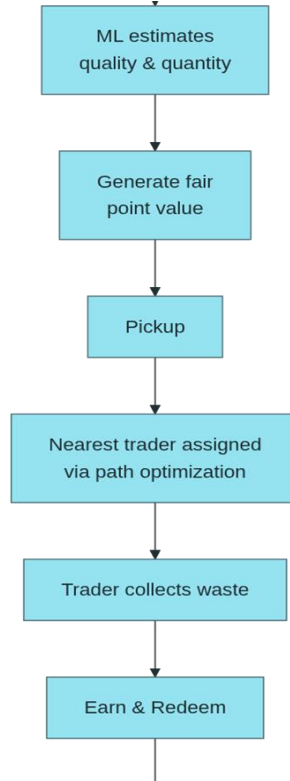 ML estimates
quality & quantity
Generate fair
point value
Pickup
Nearest trader assigned
via path optimization
Trader collects waste
Earn & Redeem